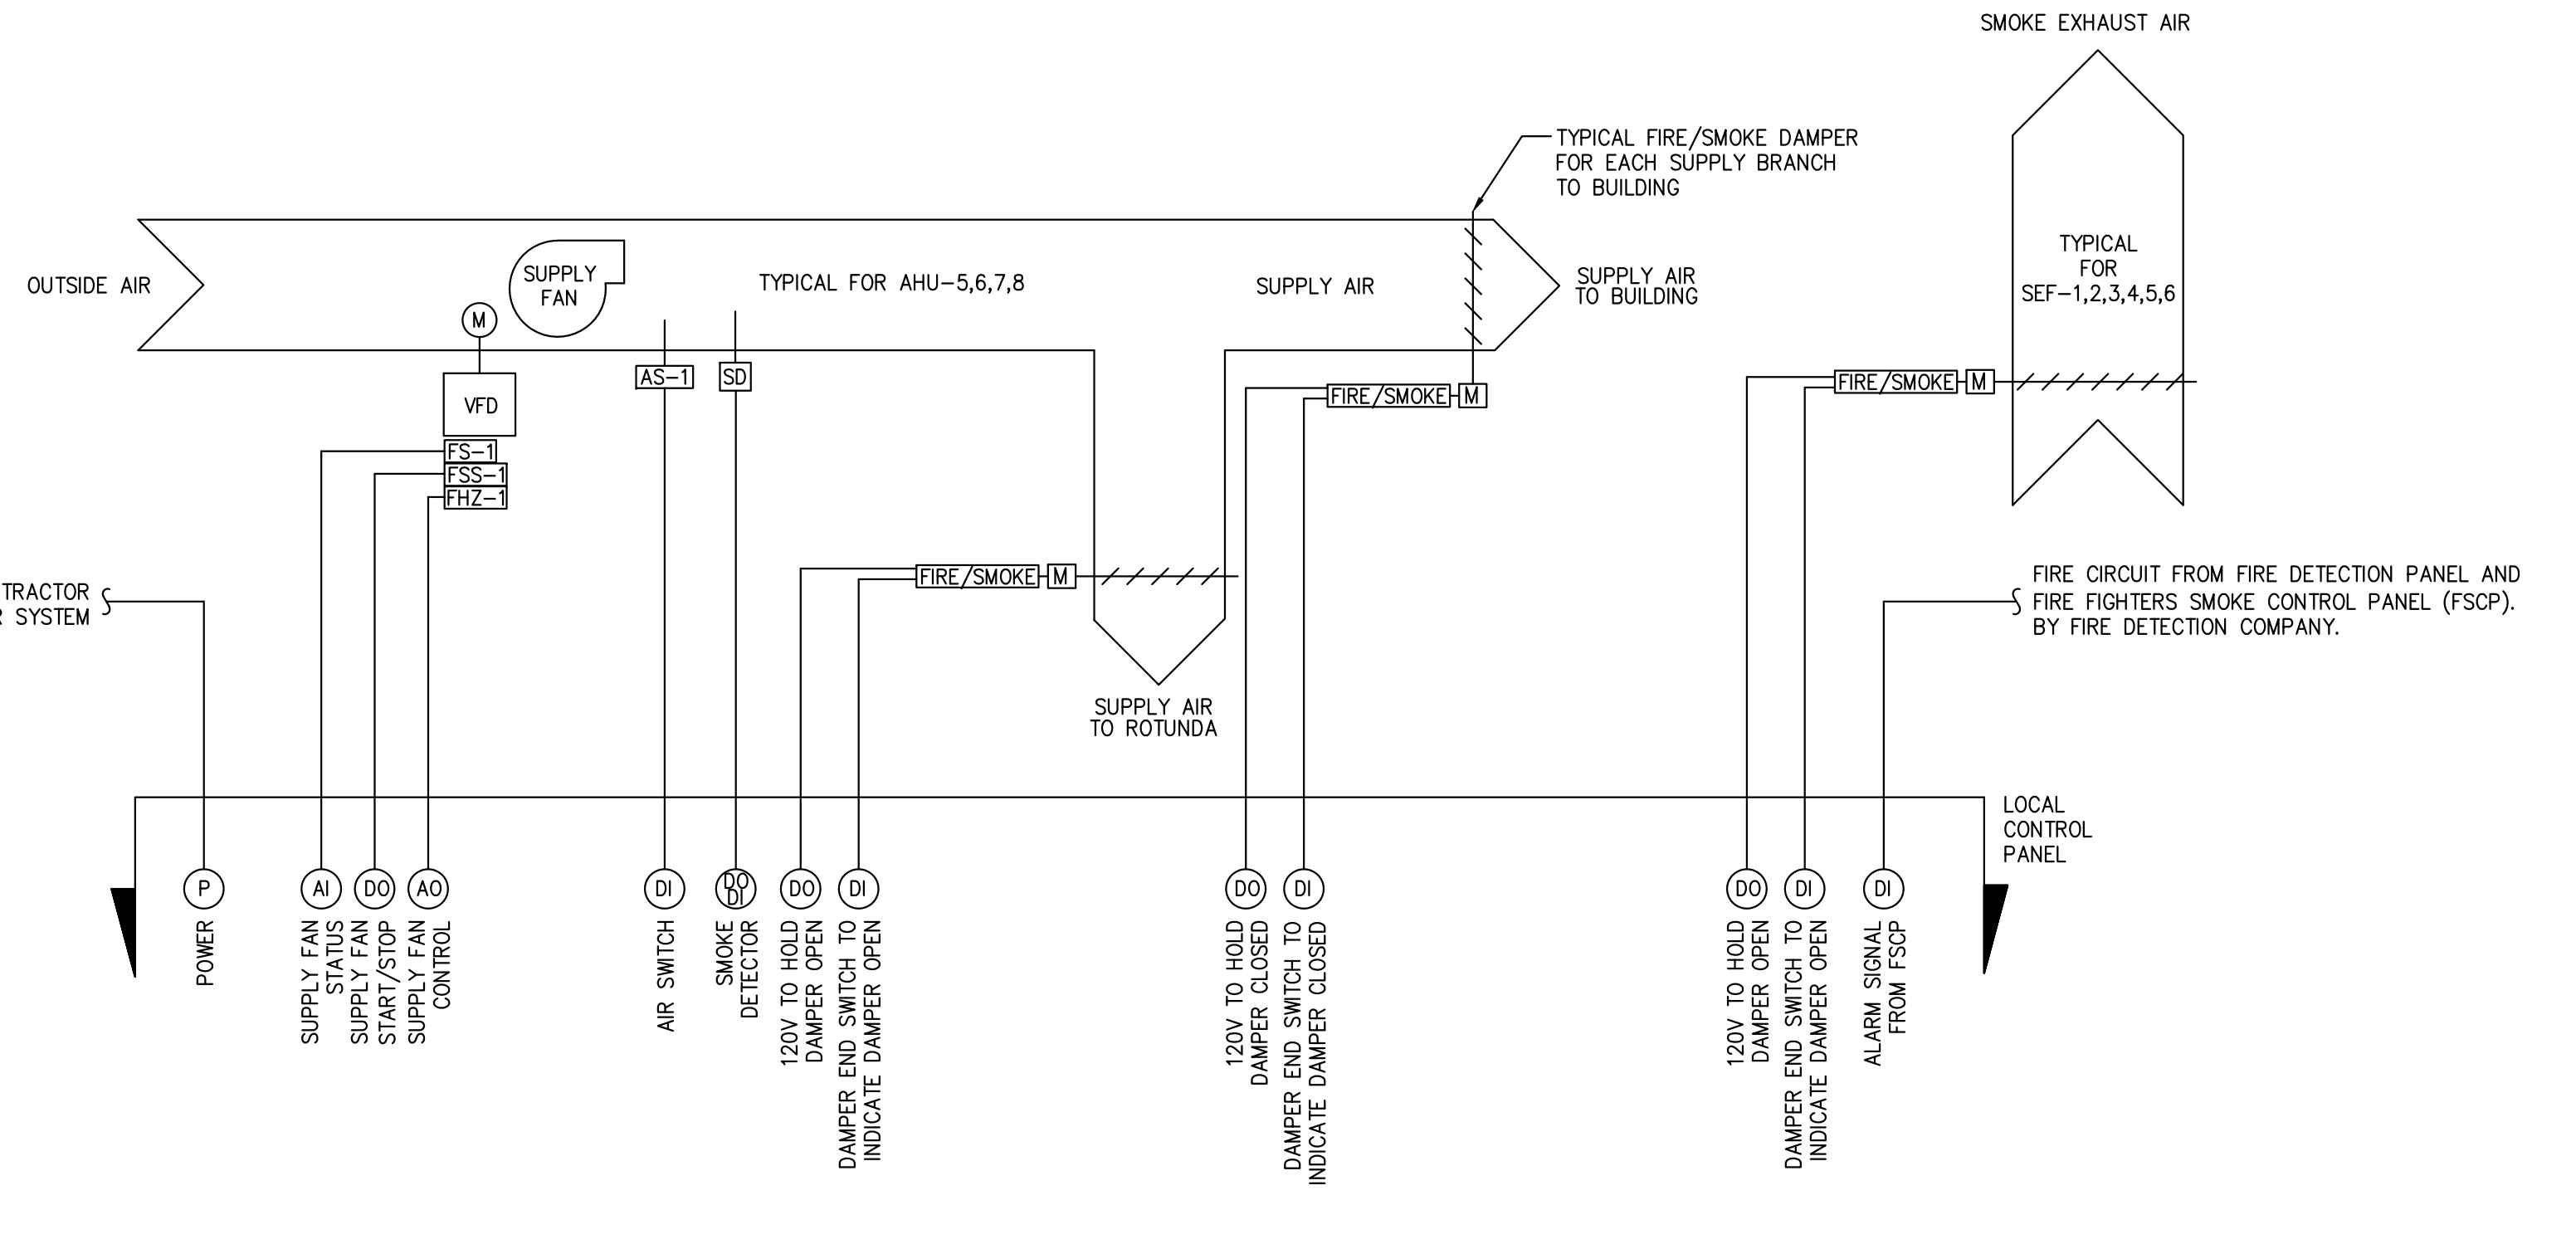 SMOKE EXHAUST AIR
TYPICAL FIRE/SMOKE DAMPER
FOR EACH SUPPLY BRANCH
TO BUILDING
OUTSIDE AIR
SUPPLY
FAN
M
TYPICAL FOR AHU-5,6,7,8
SUPPLY AIR
SUPPLY AIR
TO BUILDING
TYPICAL
FOR
SEF-1,2,3,4,5,6
VFD
AS-1
SD
FIRE/SMOKE
M
FIRE/SMOKE
M
FS-1
FSS-1
FHZ-1
FIRE/SMOKE
M
TRACTOR
R SYSTEM
FIRE CIRCUIT FROM FIRE DETECTION PANEL AND
FIRE FIGHTERS SMOKE CONTROL PANEL (FSCP).
BY FIRE DETECTION COMPANY.
SUPPLY AIR
TO ROTUNDA
LOCAL
CONTROL
PANEL
P
AI
DO
AO
DI
DO
DI
DO
DI
DO
DI
DO
DI
DI
POWER
SUPPLY FAN
STATUS
SUPPLY FAN
START/STOP
SUPPLY FAN
CONTROL
AIR SWITCH
SMOKE
DETECTOR
120V TO HOLD
DAMPER OPEN
DAMPER END SWITCH TO
INDICATE DAMPER OPEN
120V TO HOLD
DAMPER CLOSED
DAMPER END SWITCH TO
INDICATE DAMPER CLOSED
120V TO HOLD
DAMPER OPEN
DAMPER END SWITCH TO
INDICATE DAMPER OPEN
ALARM SIGNAL
FROM FSCP